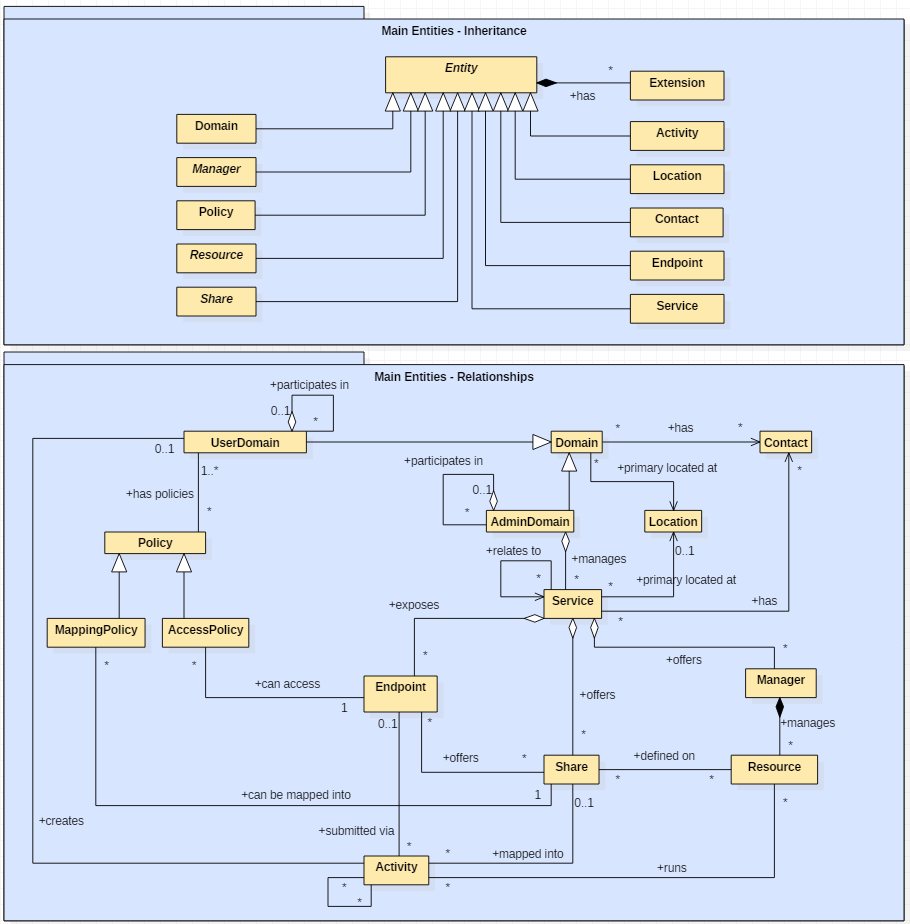 Main Entities - Inheritance
Entity
*
+has
Extension
Domain
Activity
Manager
Location
Policy
Contact
Resource
Endpoint
Share
Service
Main Entities - Relationships
+participates in
0..1
*
UserDomain
0..1
1..*
+has policies
*
Domain
*
+has
*
Contact
*
*
+primary located at
+participates in
0..1
*
AdminDomain
Location
0..1
+manages
*
+relates to
*
*
+primary located at
Service
+has
*
Policy
MappingPolicy
AccessPolicy
*
*
+exposes
*
+offers
*
Manager
+can access
1
Endpoint
0..1
*
+offers
*
+manages
*
+offers
*
Share
+defined on
*
*
Resource
*
+can be mapped into
1
0..1
+creates
+submitted via
*
*
+mapped into
Activity
*
+runs
*
*